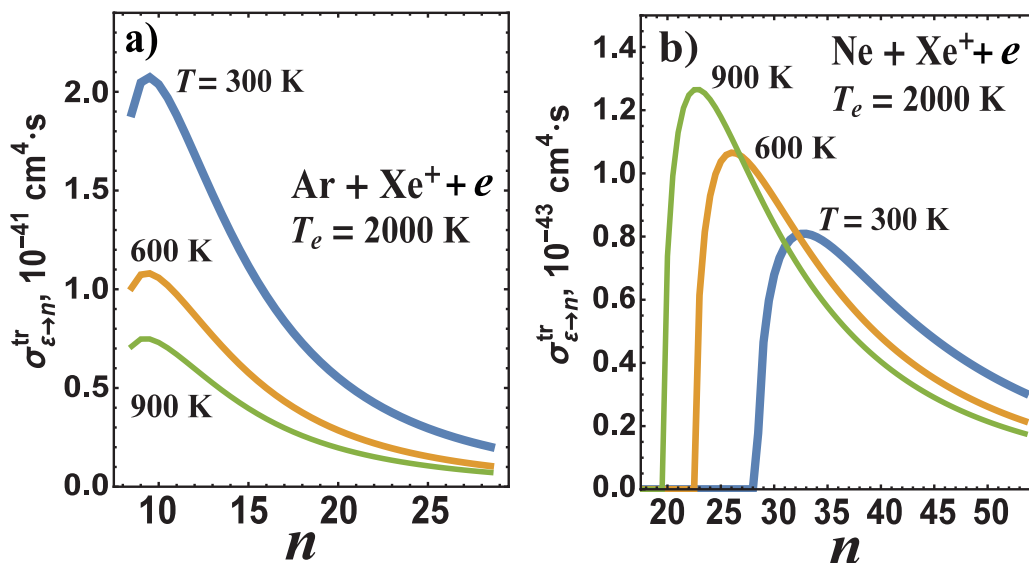 a)
T = 300 K
Ar + Xe⁺ + e
Tₑ = 2000 K
600 K
900 K
σ^tr_ε→n, 10⁻⁴¹ cm⁴·s
2.0
1.5
1.0
0.5
0.0
10 15 20 25
n
b)
Ne + Xe⁺ + e
Tₑ = 2000 K
900 K
600 K
T = 300 K
σ^tr_ε→n, 10⁻⁴³ cm⁴·s
1.4
1.2
1.0
0.8
0.6
0.4
0.2
0.0
20 25 30 35 40 45 50
n